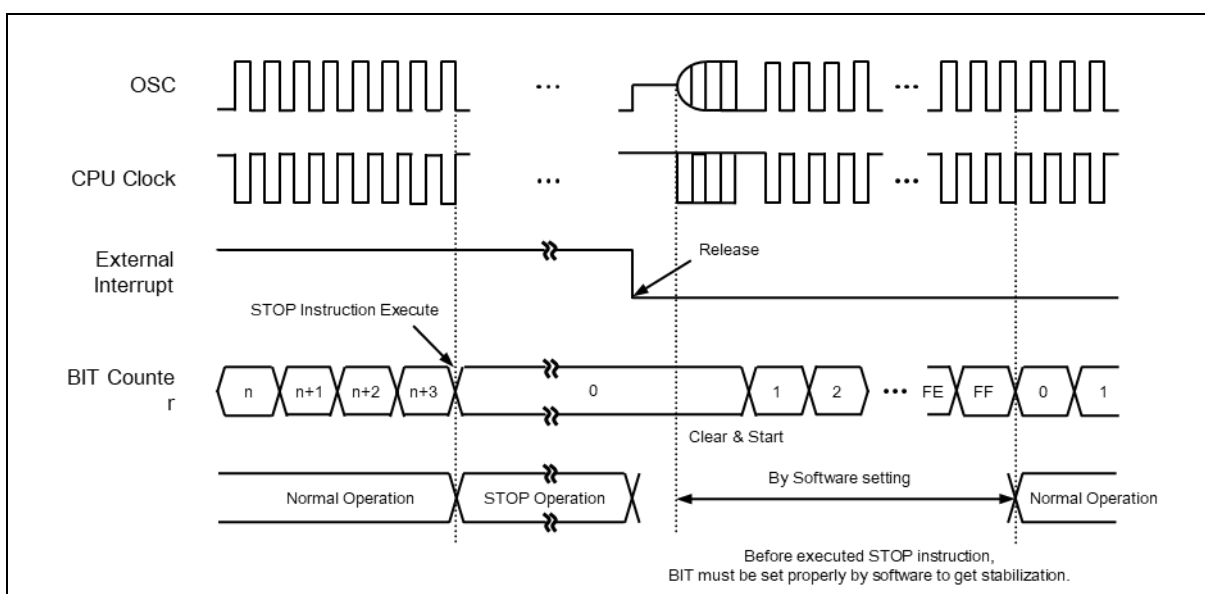 OSC
...
CPU Clock
...
External
Interrupt
Release
STOP Instruction Execute
BIT Counte
r
n n+1 n+2 n+3 0 1 2 ... FE FF 0 1
Clear & Start
Normal Operation STOP Operation By Software setting Normal Operation
Before executed STOP instruction,
BIT must be set properly by software to get stabilization.